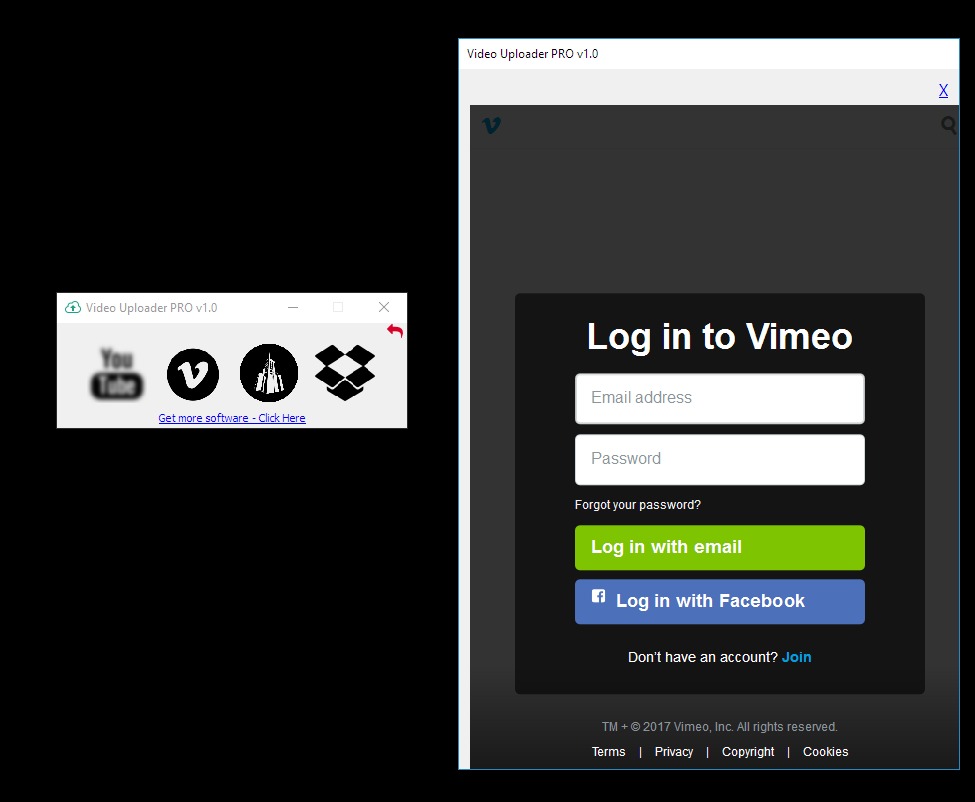 Video Uploader PRO v1.0
You
Tube
Get more software - Click Here
Video Uploader PRO v1.0
X
Log in to Vimeo
Email address
Password
Forgot your password?
Log in with email
Log in with Facebook
Don't have an account? Join
TM + © 2017 Vimeo, Inc. All rights reserved.
Terms | Privacy | Copyright | Cookies